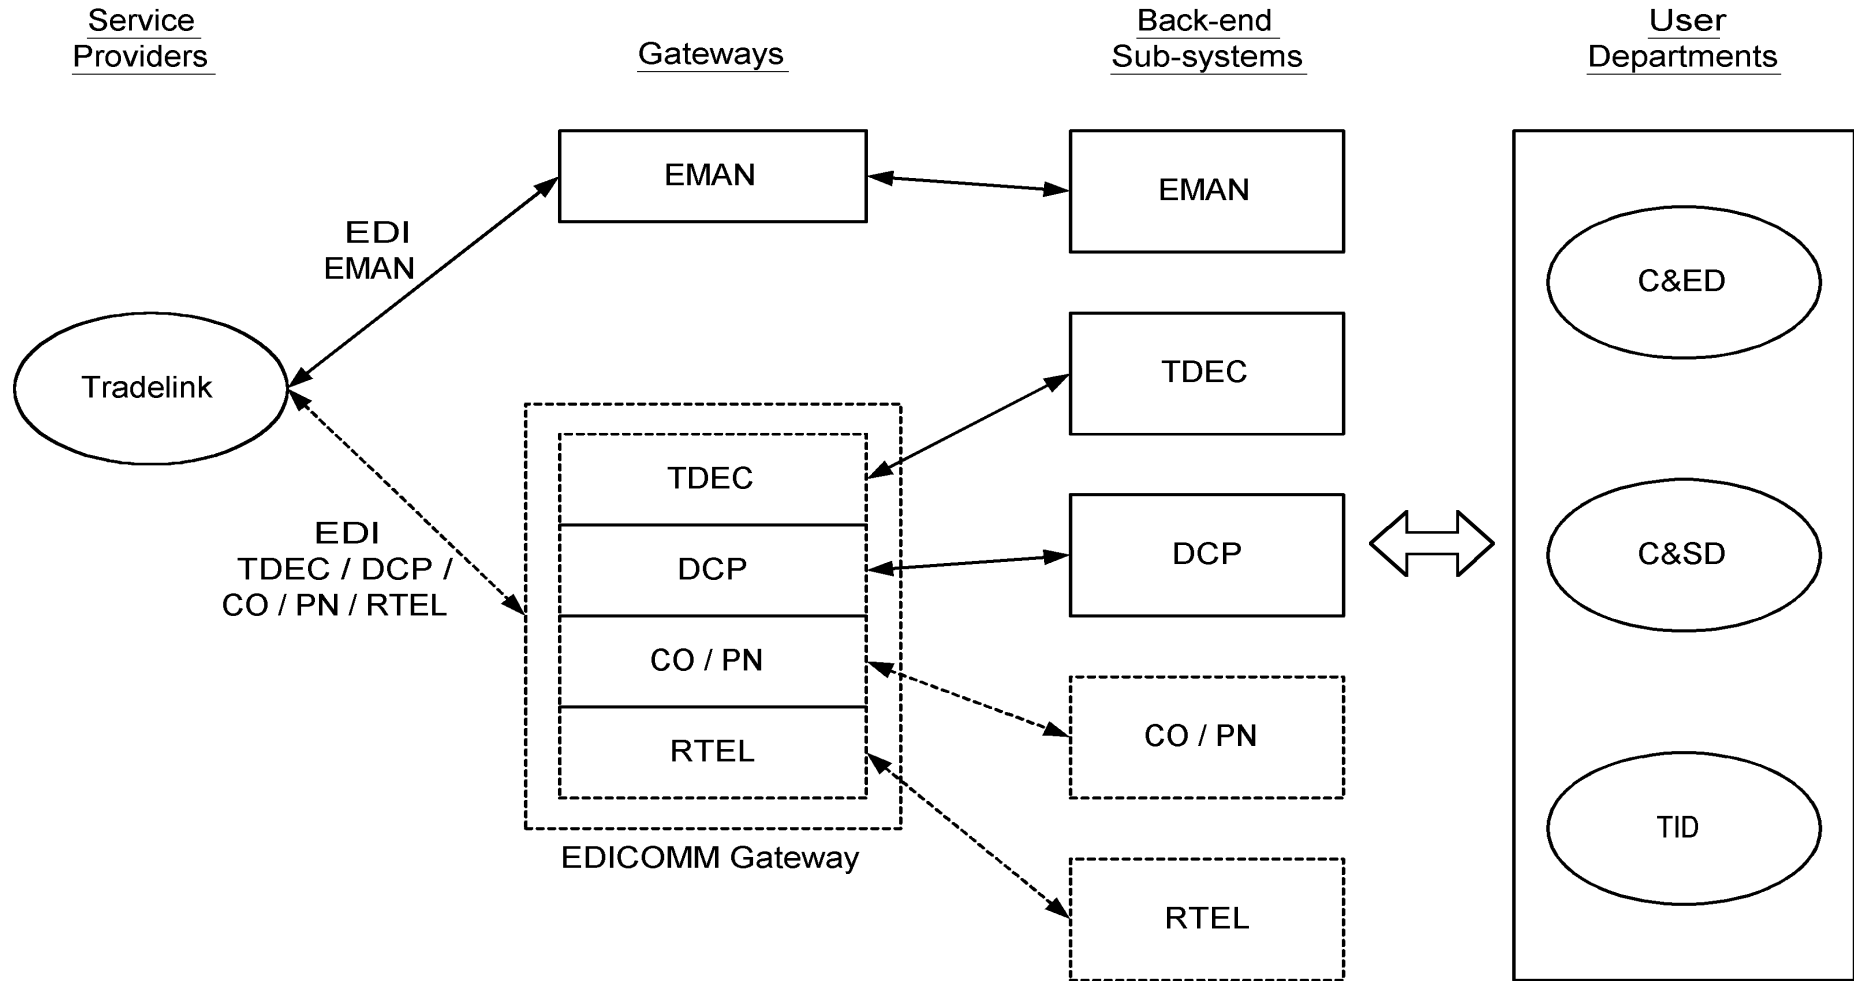 Service
Providers
Gateways
Back-end
Sub-systems
User
Departments
EMAN
EMAN
EDI
EMAN
C&ED
Tradelink
TDEC
TDEC
EDI
TDEC / DCP /
CO / PN / RTEL
DCP
DCP
C&SD
CO / PN
CO / PN
RTEL
TID
EDICOMM Gateway
RTEL